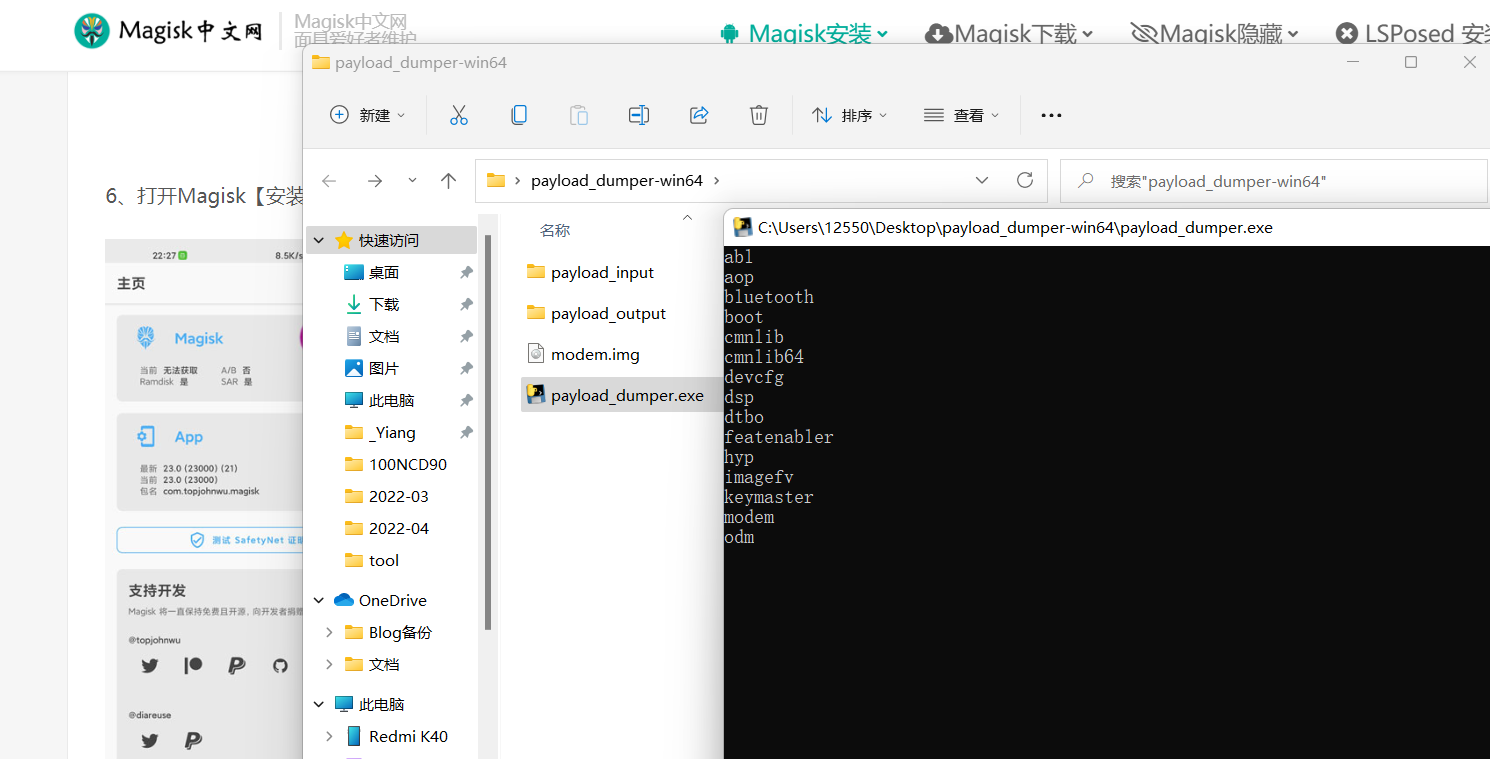 Magisk中文网
Magisk中文网
面具爱好者维护
Magisk安装
Magisk下载
Magisk隐藏
LSPosed 安装
payload_dumper-win64
新建
排序
查看
payload_dumper-win64
搜索"payload_dumper-win64"
6、打开Magisk【安装
22:27
8.5K/s
主页
Magisk
当前 无法获取
A/B 否
Ramdisk 是
SAR 是
App
最新 23.0 (23000) (21)
当前 23.0 (23000)
包名 com.topjohnwu.magisk
测试 SafetyNet 证明
支持开发
Magisk 将一直保持免费且开源，向开发者捐赠
@topjohnwu
@diareuse
快速访问
桌面
下载
文档
图片
此电脑
_Yiang
100NCD90
2022-03
2022-04
tool
OneDrive
Blog备份
文档
此电脑
Redmi K40
名称
payload_input
payload_output
modem.img
payload_dumper.exe
C:\Users\12550\Desktop\payload_dumper-win64\payload_dumper.exe
abl
aop
bluetooth
boot
cmnlib
cmnlib64
devcfg
dsp
dtbo
featenabler
hyp
imagefv
keymaster
modem
odm